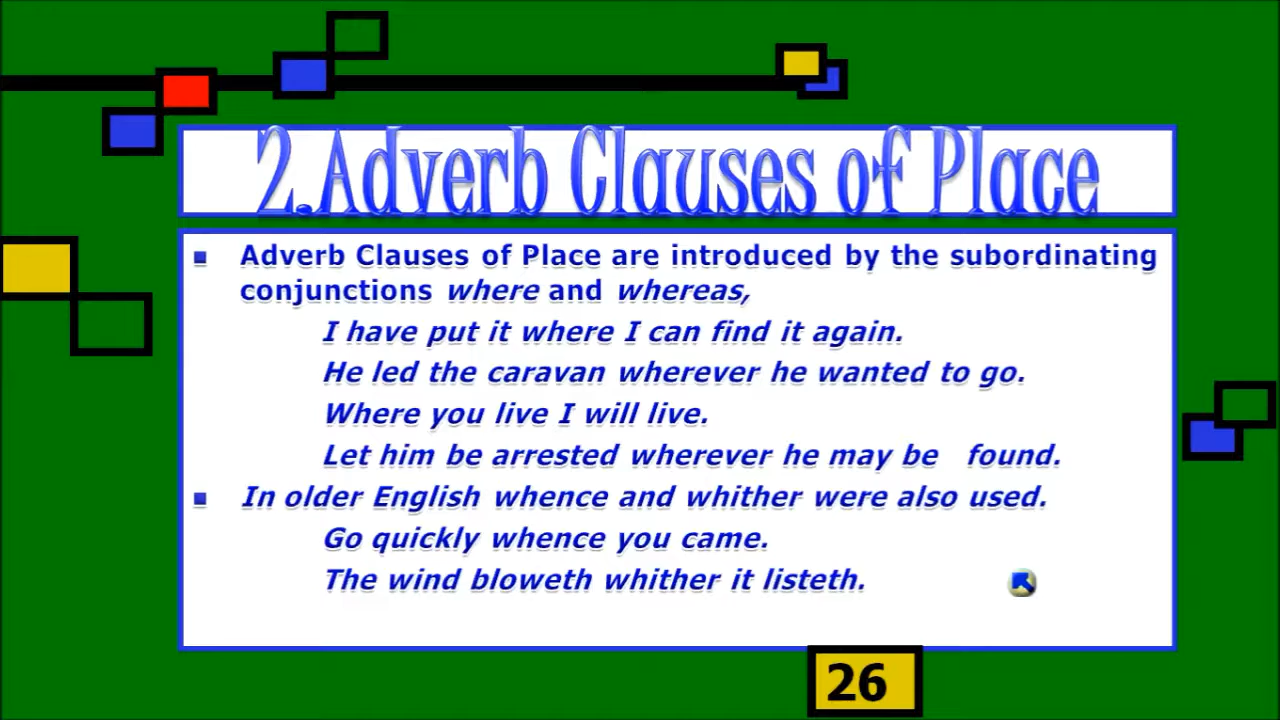 2.Adverb Clauses of Place
Adverb Clauses of Place are introduced by the subordinating
conjunctions where and whereas,
I have put it where I can find it again.
He led the caravan wherever he wanted to go.
Where you live I will live.
Let him be arrested wherever he may be found.
In older English whence and whither were also used.
Go quickly whence you came.
The wind bloweth whither it listeth.
26